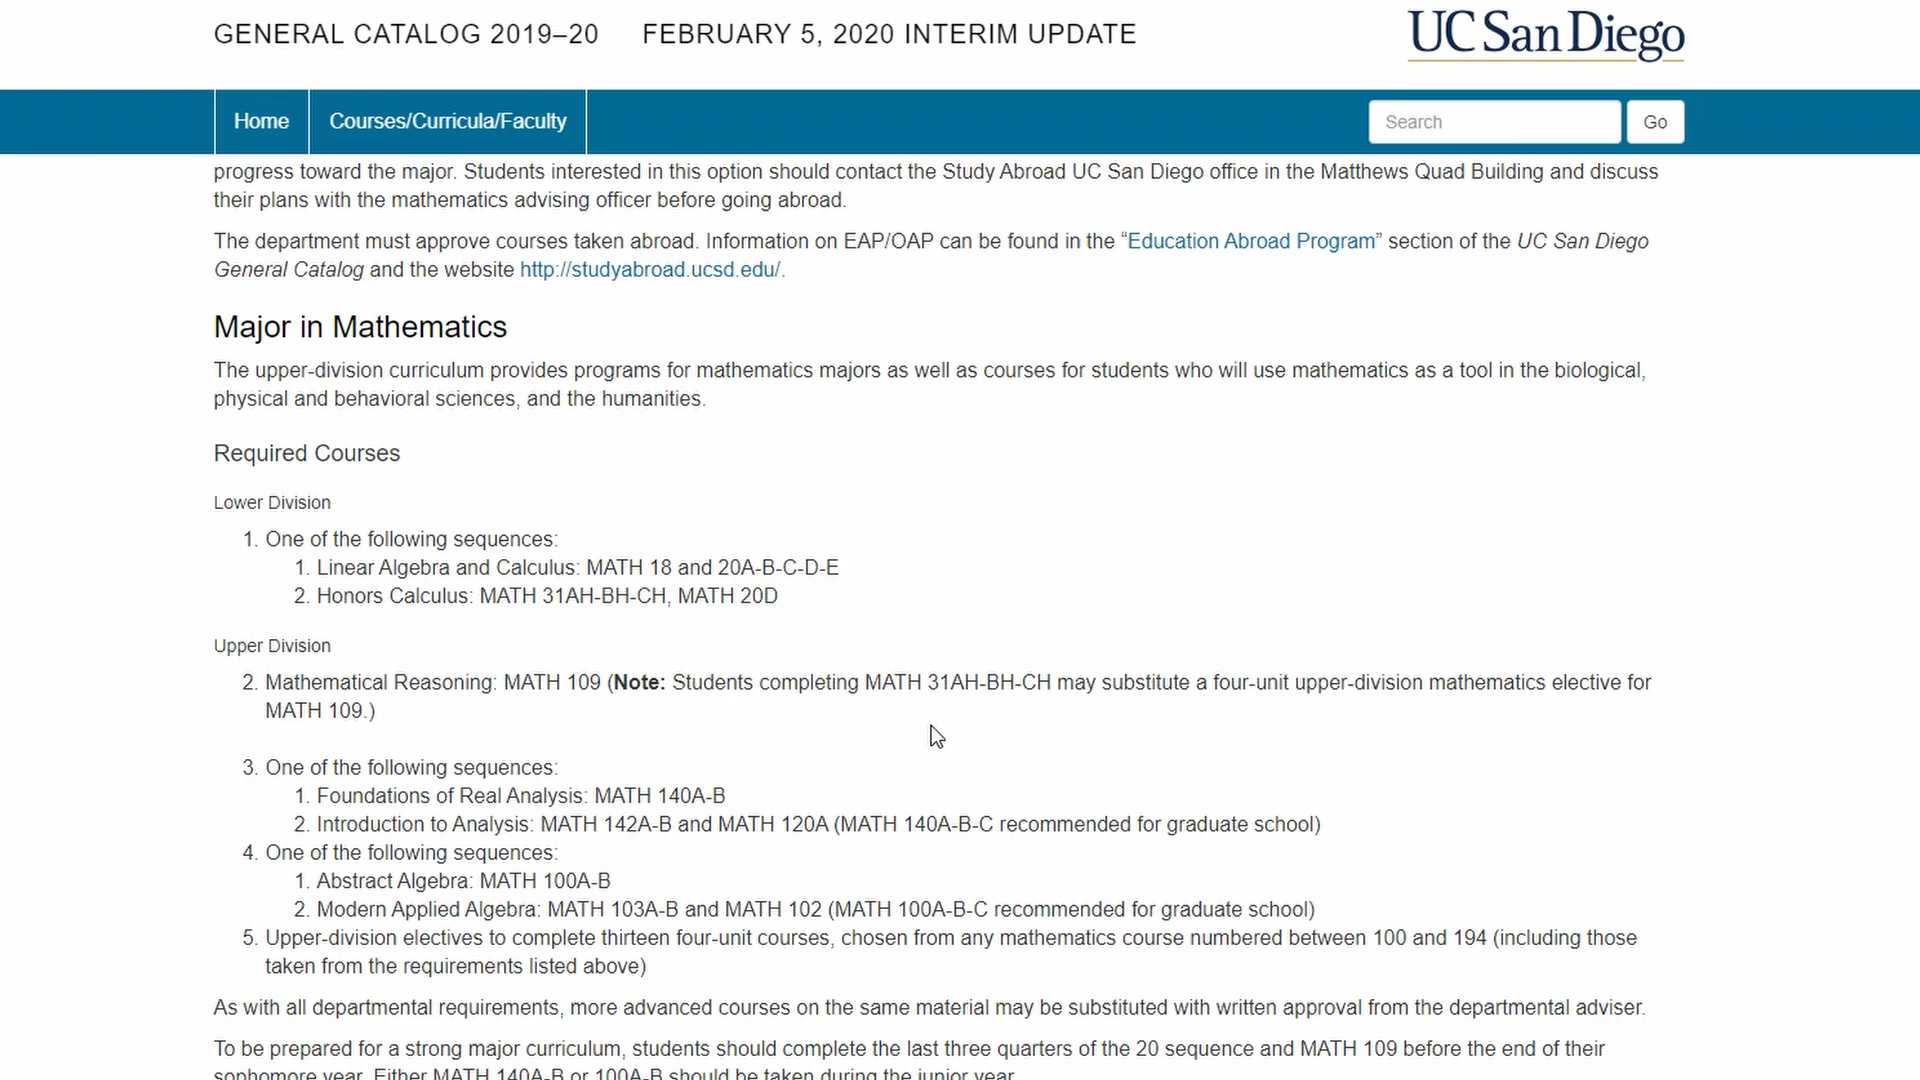 GENERAL CATALOG 2019–20 FEBRUARY 5, 2020 INTERIM UPDATE
UC San Diego
Home Courses/Curricula/Faculty Search Go
progress toward the major. Students interested in this option should contact the Study Abroad UC San Diego office in the Matthews Quad Building and discuss
their plans with the mathematics advising officer before going abroad.
The department must approve courses taken abroad. Information on EAP/OAP can be found in the “Education Abroad Program” section of the UC San Diego
General Catalog and the website http://studyabroad.ucsd.edu/.
Major in Mathematics
The upper-division curriculum provides programs for mathematics majors as well as courses for students who will use mathematics as a tool in the biological,
physical and behavioral sciences, and the humanities.
Required Courses
Lower Division
1. One of the following sequences:
1. Linear Algebra and Calculus: MATH 18 and 20A-B-C-D-E
2. Honors Calculus: MATH 31AH-BH-CH, MATH 20D
Upper Division
2. Mathematical Reasoning: MATH 109 (Note: Students completing MATH 31AH-BH-CH may substitute a four-unit upper-division mathematics elective for
MATH 109.)
3. One of the following sequences:
1. Foundations of Real Analysis: MATH 140A-B
2. Introduction to Analysis: MATH 142A-B and MATH 120A (MATH 140A-B-C recommended for graduate school)
4. One of the following sequences:
1. Abstract Algebra: MATH 100A-B
2. Modern Applied Algebra: MATH 103A-B and MATH 102 (MATH 100A-B-C recommended for graduate school)
5. Upper-division electives to complete thirteen four-unit courses, chosen from any mathematics course numbered between 100 and 194 (including those
taken from the requirements listed above)
As with all departmental requirements, more advanced courses on the same material may be substituted with written approval from the departmental adviser.
To be prepared for a strong major curriculum, students should complete the last three quarters of the 20 sequence and MATH 109 before the end of their
sophomore year. Either MATH 140A-B or 100A-B should be taken during the junior year.